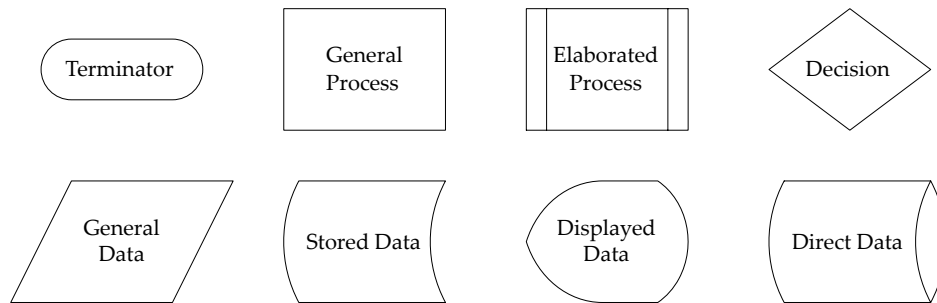 Terminator
General
Process
Elaborated
Process
Decision
General
Data
Stored Data
Displayed
Data
Direct Data